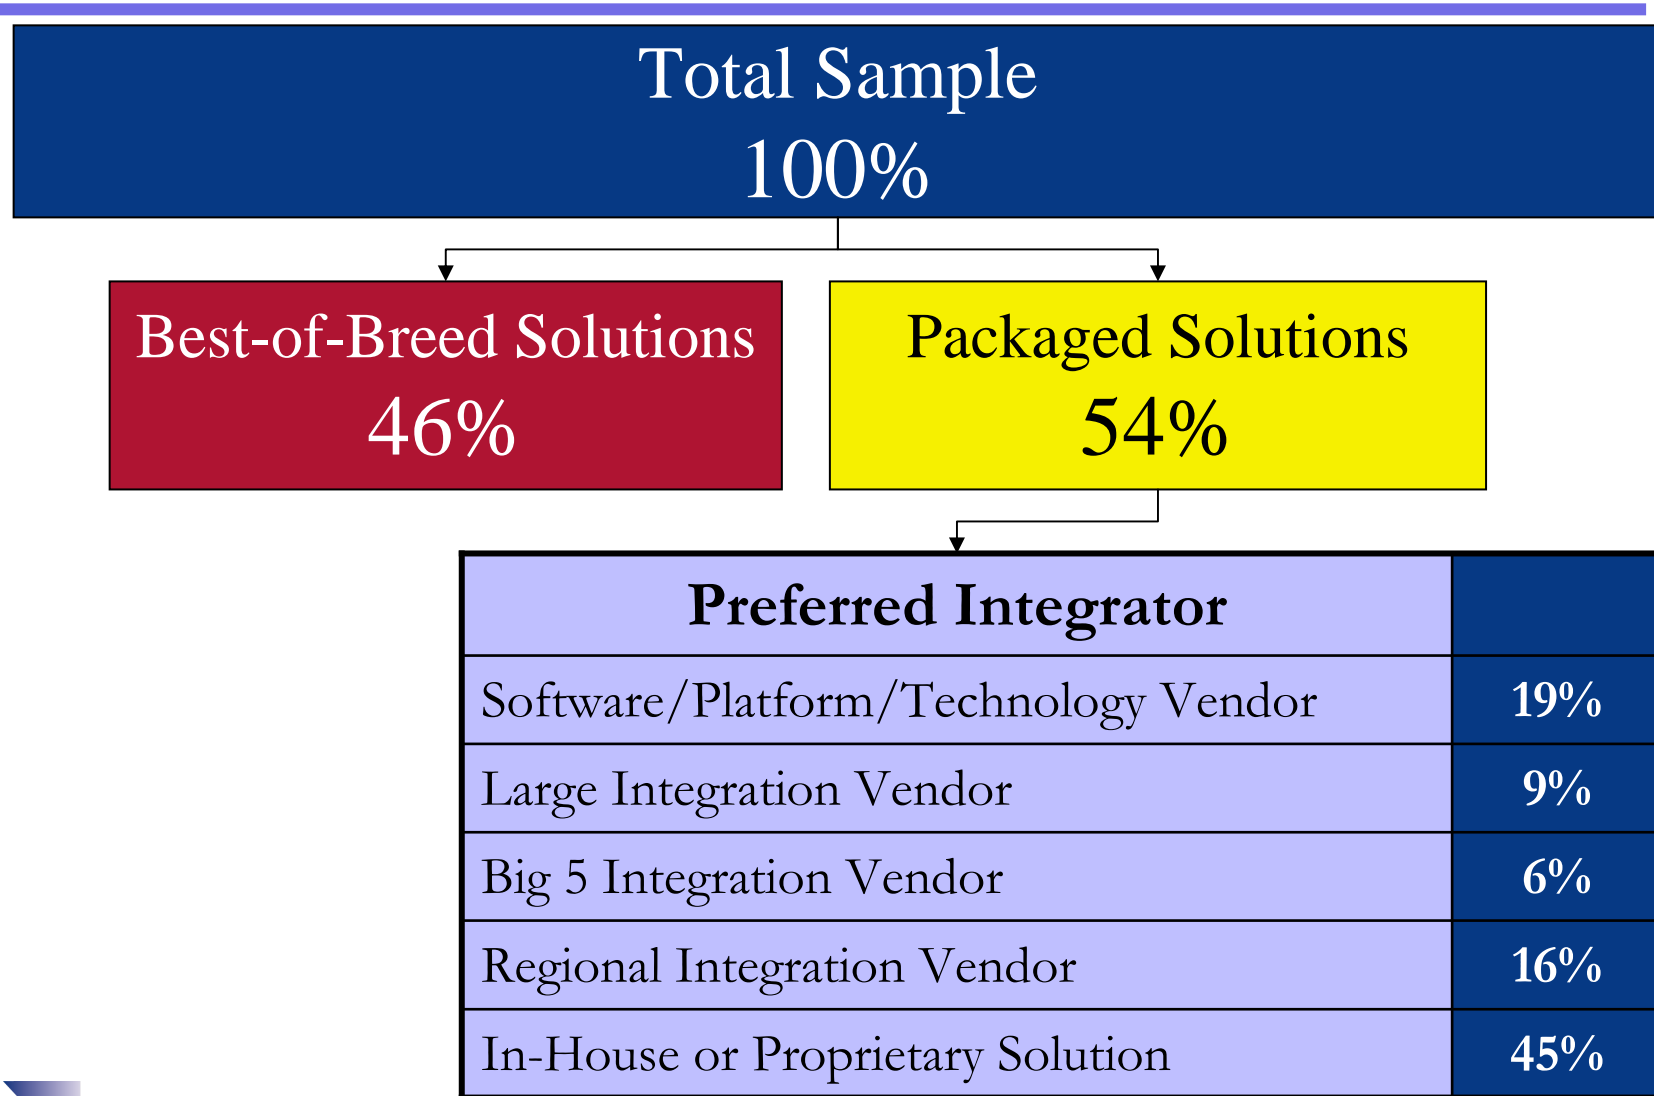 Total Sample
100%
Best-of-Breed Solutions
46%
Packaged Solutions
54%
Preferred Integrator
Software/Platform/Technology Vendor 19%
Large Integration Vendor 9%
Big 5 Integration Vendor 6%
Regional Integration Vendor 16%
In-House or Proprietary Solution 45%